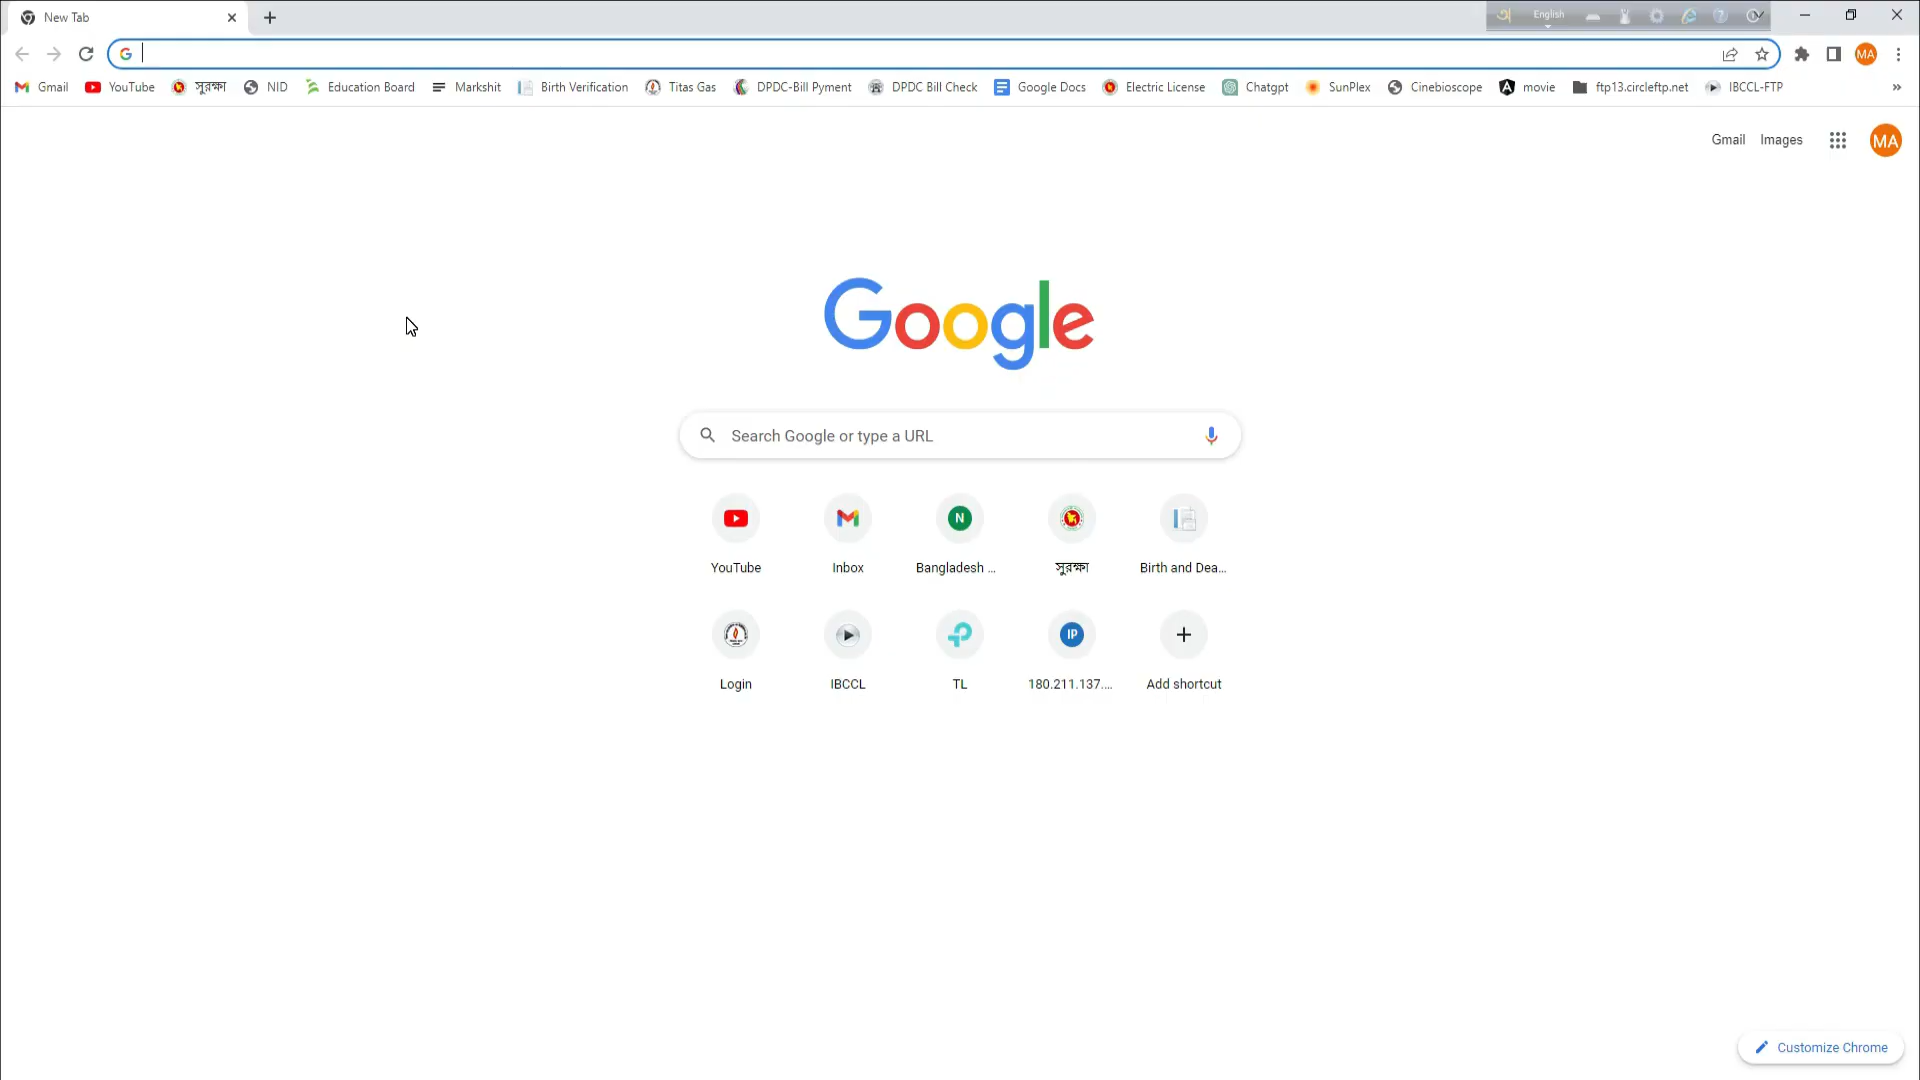 New Tab
English
Gmail YouTube সুরক্ষা NID Education Board Markshit Birth Verification Titas Gas DPDC-Bill Pyment DPDC Bill Check Google Docs Electric License Chatgpt SunPlex Cinebioscope movie ftp13.circleftp.net IBCCL-FTP
Gmail Images MA
Google
Search Google or type a URL
YouTube Inbox Bangladesh ... সুরক্ষা Birth and Dea...
Login IBCCL TL 180.211.137.... Add shortcut
Customize Chrome